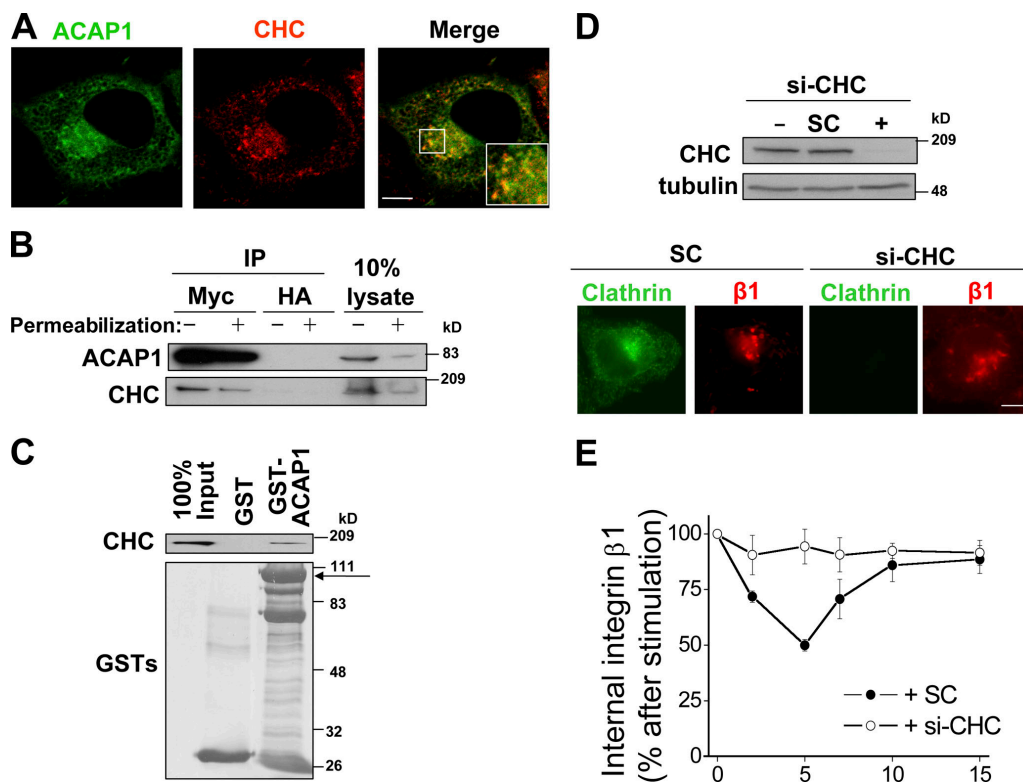 A
ACAP1
CHC
Merge
B
IP
10%
lysate
Myc
HA
Permeabilization:
– + – + – +
kD
ACAP1
83
209
CHC
C
100%
Input
GST
GST-
ACAP1
kD
CHC
209
111
83
GSTs
48
32
26
D
si-CHC
– SC +
kD
CHC
209
tubulin
48
SC
si-CHC
Clathrin
β1
Clathrin
β1
E
Internal integrin β1
(% after stimulation)
100
75
50
25
0
0 5 10 15
+ SC
+ si-CHC